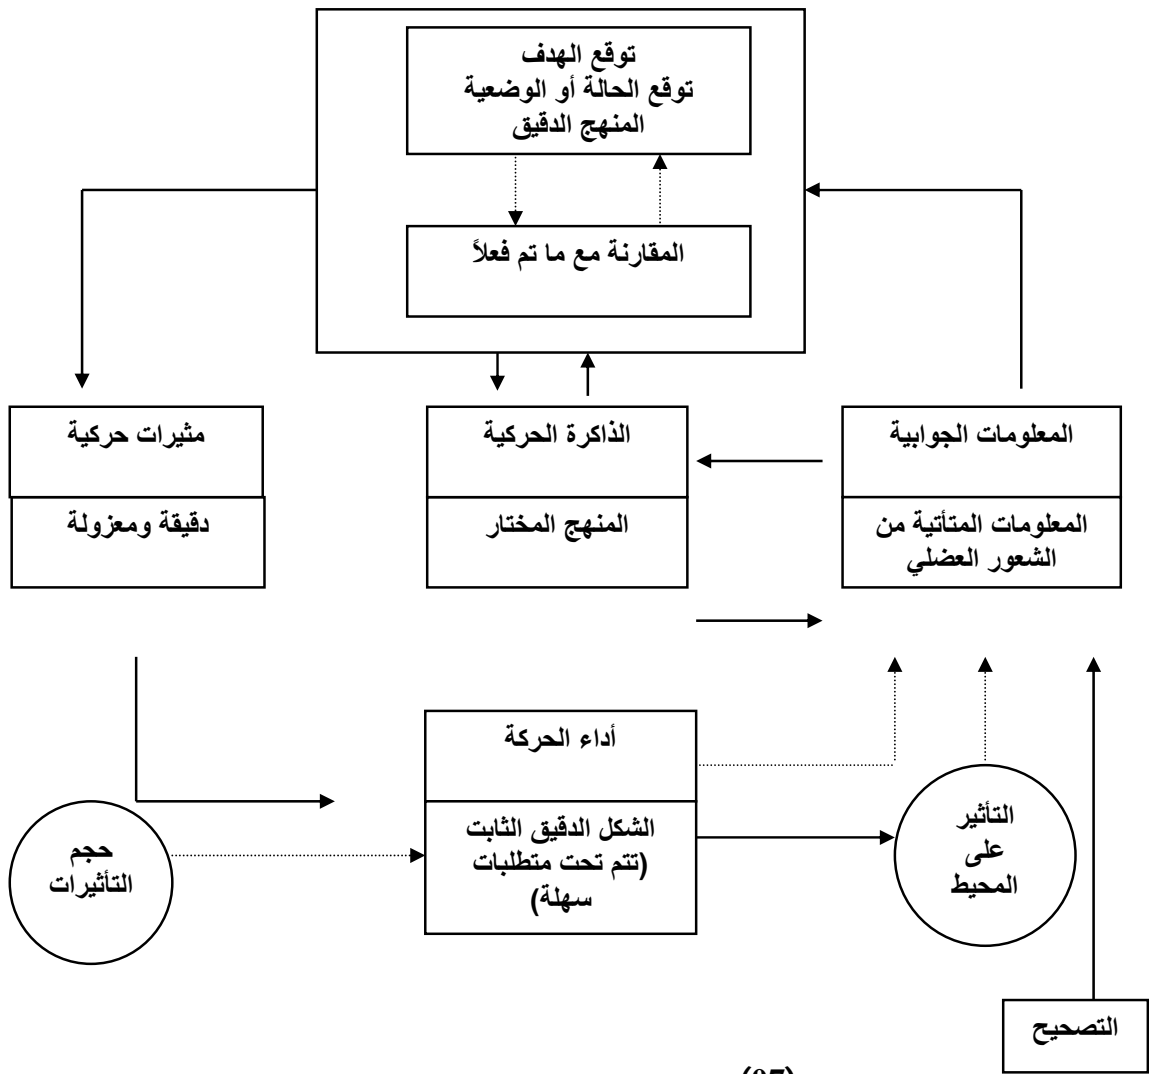 توقع الهدف
توقع الحالة أو الوضعية
المنهج الدقيق
المقارنة مع ما تم فعلاً
المعلومات الجوابية
المعلومات المتأتية من
الشعور العضلي
الذاكرة الحركية
المنهج المختار
مثيرات حركية
دقيقة ومعزولة
أداء الحركة
الشكل الدقيق الثابت
(تتم تحت متطلبات
سهلة)
التأثير
على
المحيط
حجم
التأثيرات
التصحيح